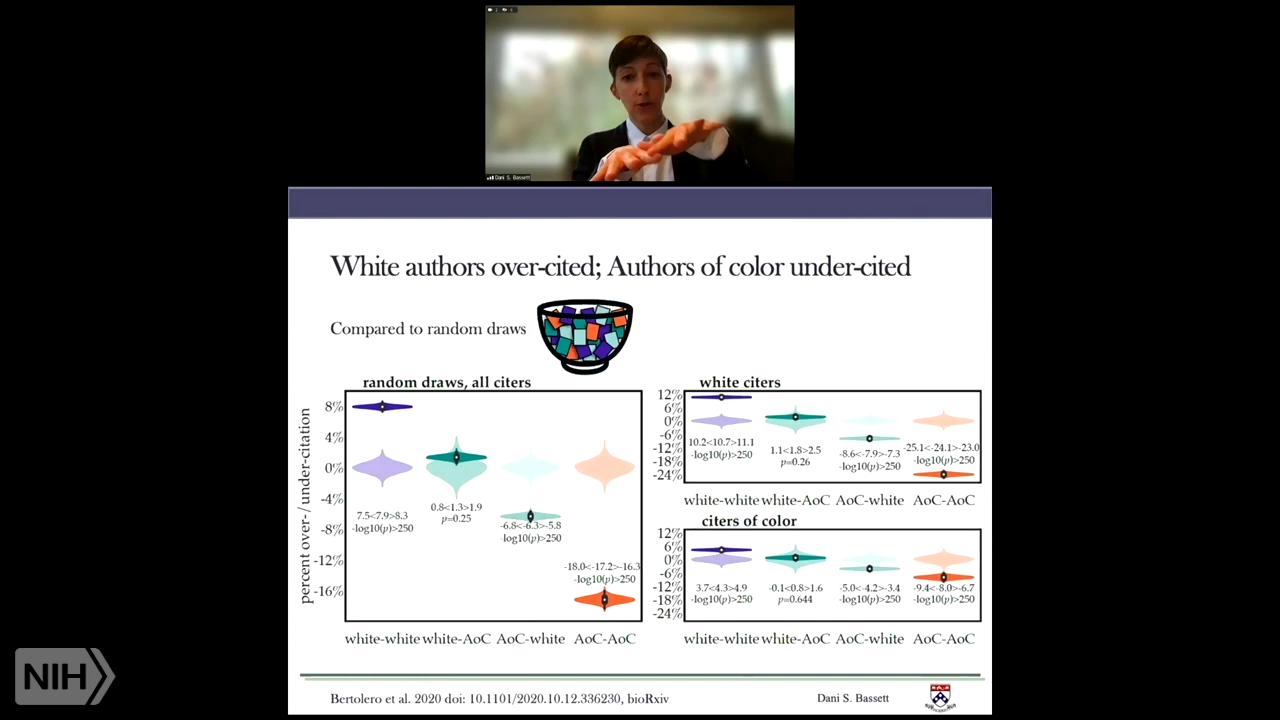 Dani S. Bassett
White authors over-cited; Authors of color under-cited
Compared to random draws
random draws, all citers
percent over-/under-citation
8%
4%
0%
-4%
-8%
-12%
-16%
7.5<7.9>8.3
-log10(p)>250
0.8<1.3>1.9
p=0.25
-6.8<-6.3>-5.8
-log10(p)>250
-18.0<-17.2>-16.3
-log10(p)>250
white-white white-AoC AoC-white AoC-AoC
white citers
12%
6%
0%
-6%
-12%
-18%
-24%
10.2<10.7>11.1
-log10(p)>250
1.1<1.8>2.5
p=0.26
-8.6<-7.9>-7.3
-log10(p)>250
-25.1<-24.1>-23.0
-log10(p)>250
white-white white-AoC AoC-white AoC-AoC
citers of color
12%
6%
0%
-6%
-12%
-18%
-24%
3.7<4.3>4.9
-log10(p)>250
-0.1<0.8>1.6
p=0.644
-5.0<-4.2>-3.4
-log10(p)>250
-9.4<-8.0>-6.7
-log10(p)>250
white-white white-AoC AoC-white AoC-AoC
NIH
Bertolero et al. 2020 doi: 10.1101/2020.10.12.336230, bioRxiv
Dani S. Bassett